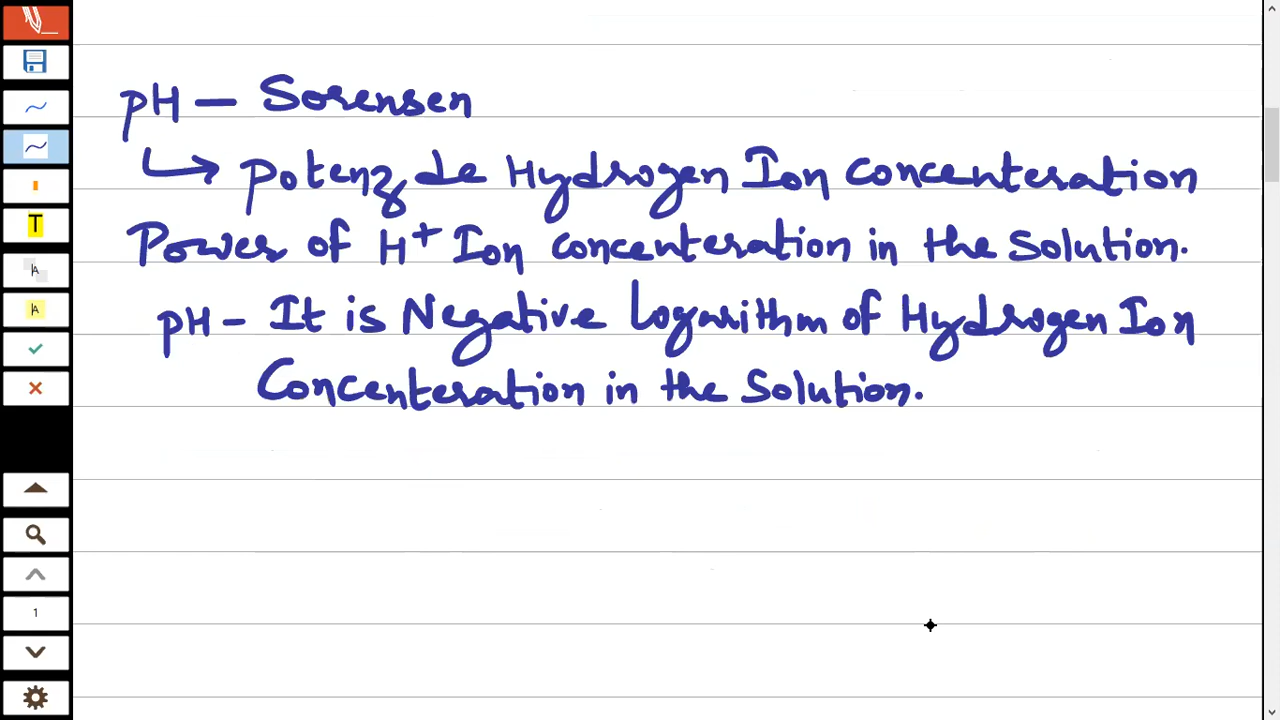 pH – Sorensen
↳ potenz de Hydrogen Ion concenteration
Power of H+ Ion concenteration in the Solution.
pH – It is Negative logarithm of Hydrogen Ion
Concenteration in the Solution.
T
A
A
1